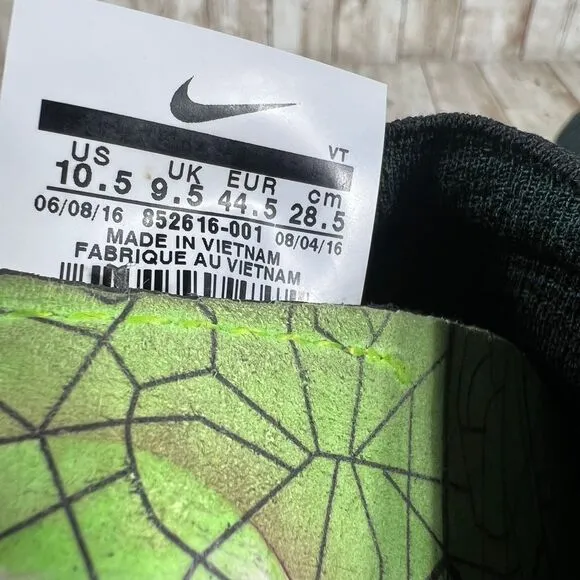 VT
US UK EUR cm
10.5 9.5 44.5 28.5
06/08/16 852616-001 08/04/16
MADE IN VIETNAM
FABRIQUE AU VIETNAM